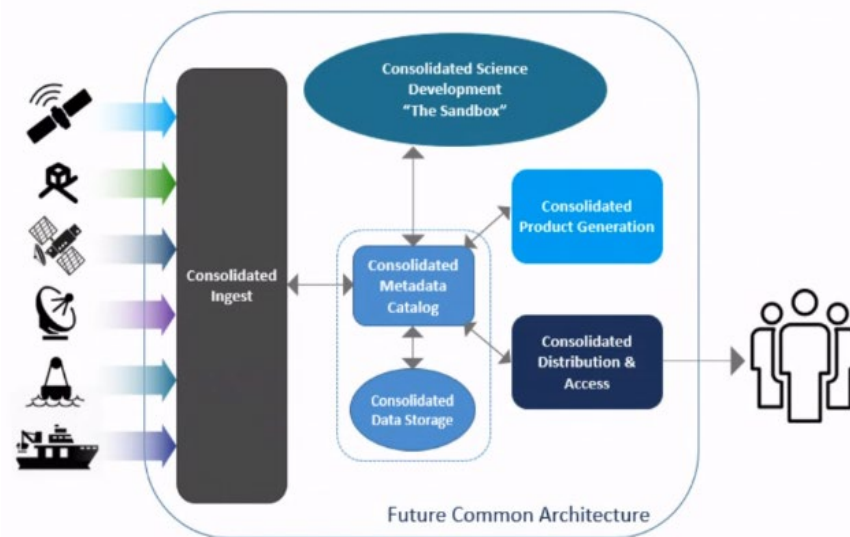 Consolidated Science
Development
"The Sandbox"
Consolidated
Product Generation
Consolidated
Ingest
Consolidated
Metadata
Catalog
Consolidated
Distribution &
Access
Consolidated
Data Storage
Future Common Architecture